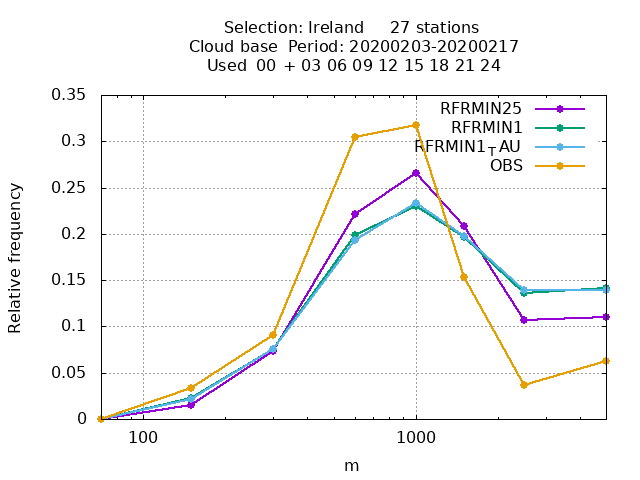 Selection: Ireland     27 stations
Cloud base  Period: 20200203-20200217
Used  00 + 03 06 09 12 15 18 21 24
0.35
0.3
0.25
0.2
0.15
0.1
0.05
0
Relative frequency
RFRMIN25
RFRMIN1
RFRMIN1_TAU
OBS
100
1000
m